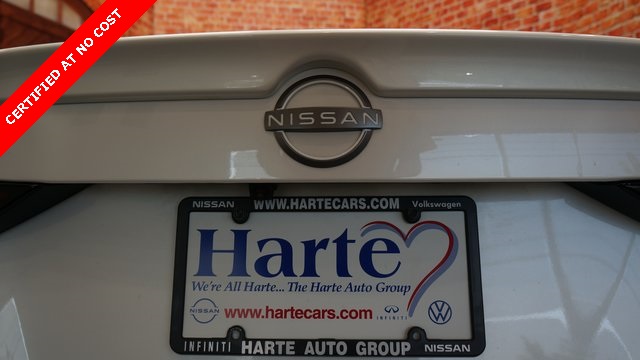 CERTIFIED AT NO COST
NISSAN
NISSAN WWW.HARTECARS.COM Volkswagen
Harte
We're All Harte... The Harte Auto Group
NISSAN www.hartecars.com INFINITI
INFINITI HARTE AUTO GROUP NISSAN